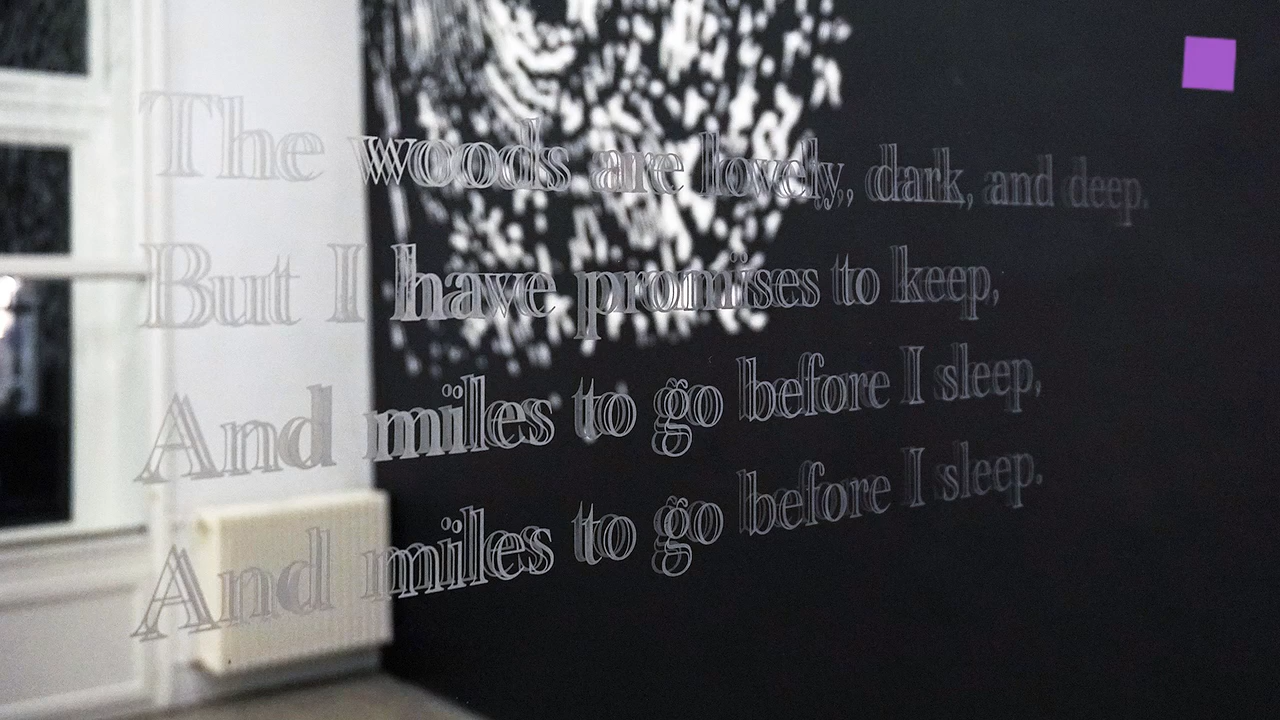 The woods are lovely, dark, and deep.
But I have promises to keep,
And miles to go before I sleep,
And miles to go before I sleep.